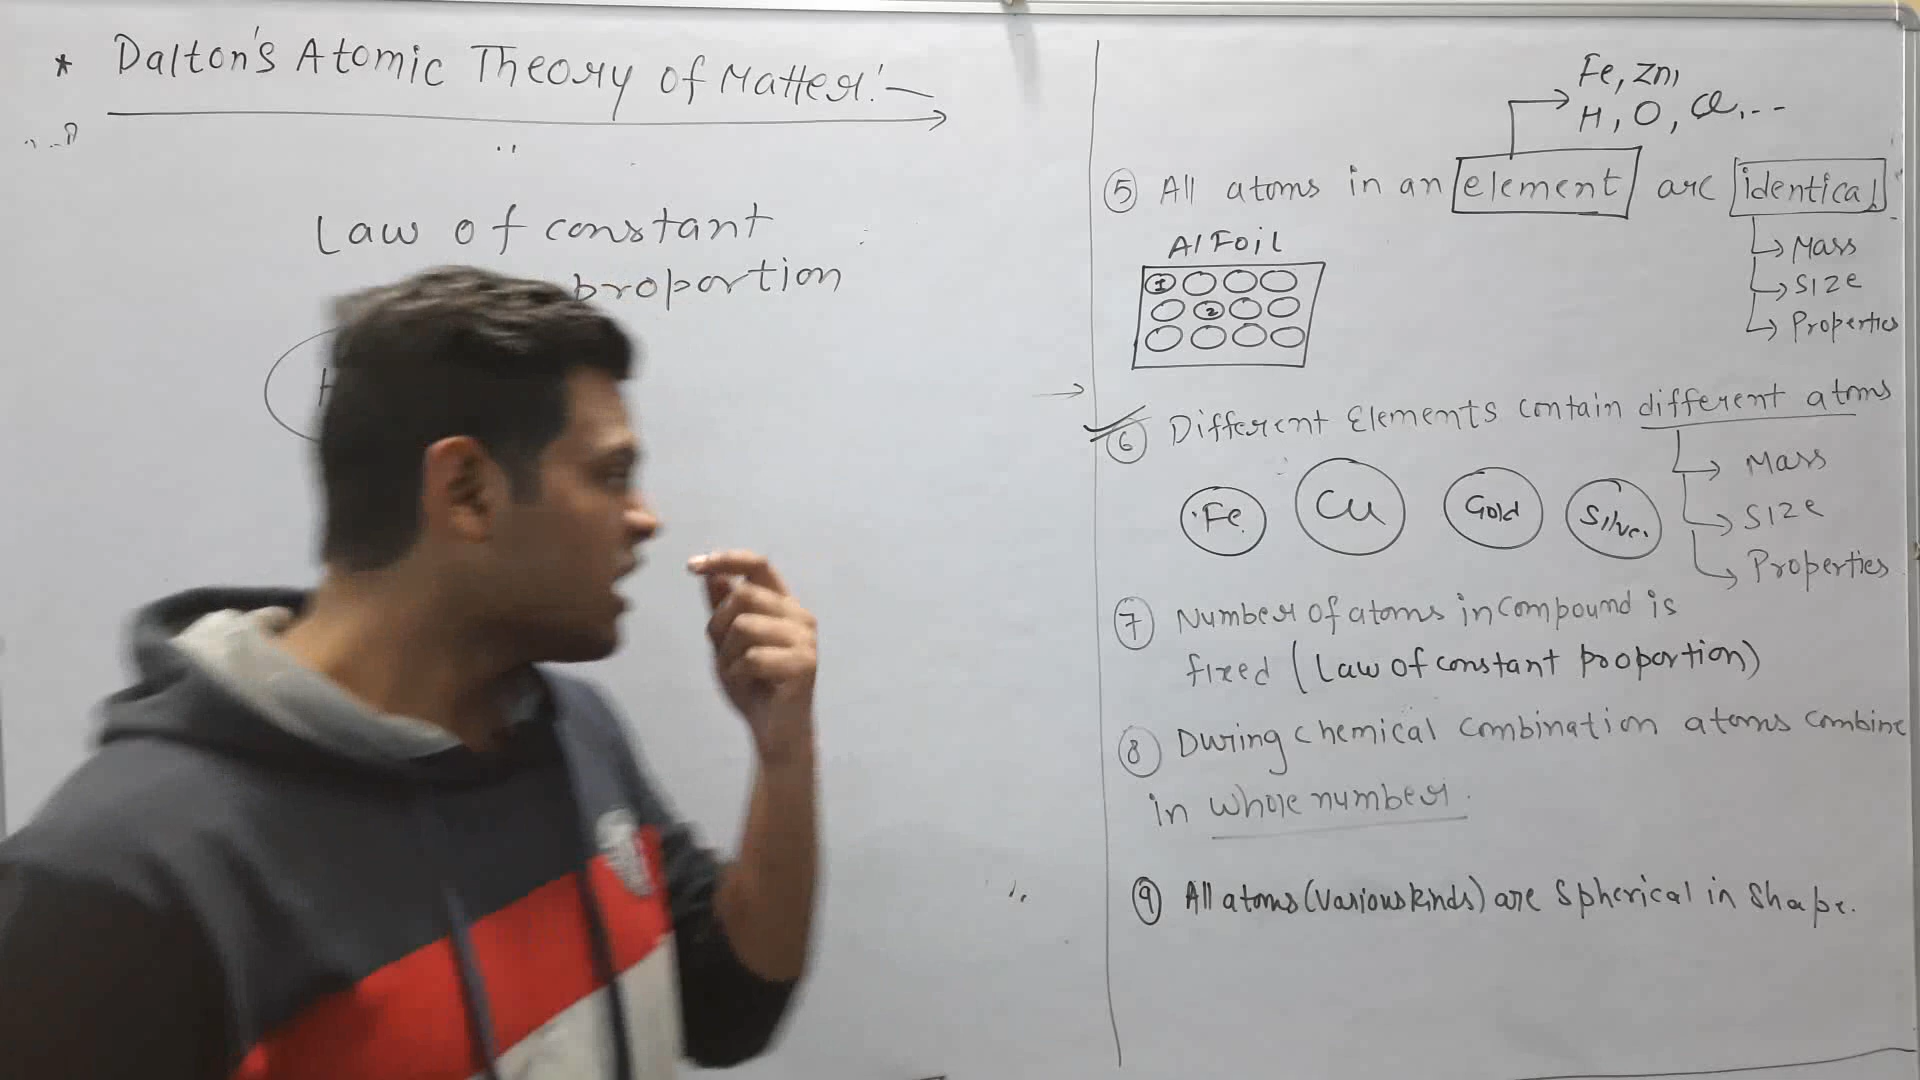 * Dalton's Atomic Theory of Matter:-
Law of constant
proportion
H
Fe, Zn,
H, O, Cl, --
⑤ All atoms in an element are identical
Mass
Size
Properties
Al Foil
1
2
⑥ Different Elements contain different atoms
Mass
Size
Properties
Fe
Cu
Gold
Silver
⑦ Number of atoms in compound is
fixed (Law of constant proportion)
⑧ During chemical combination atoms combine
in whole number.
⑨ All atoms (various kinds) are spherical in shape.